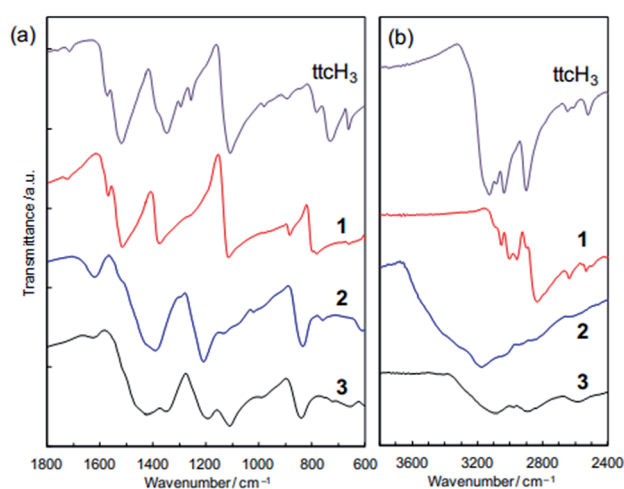 (a)
(b)
ttcH3
ttcH3
1
1
2
2
3
3
Transmittance /a.u.
1800 1600 1400 1200 1000 800 600
3600 3200 2800 2400
Wavenumber/ cm⁻¹
Wavenumber/ cm⁻¹